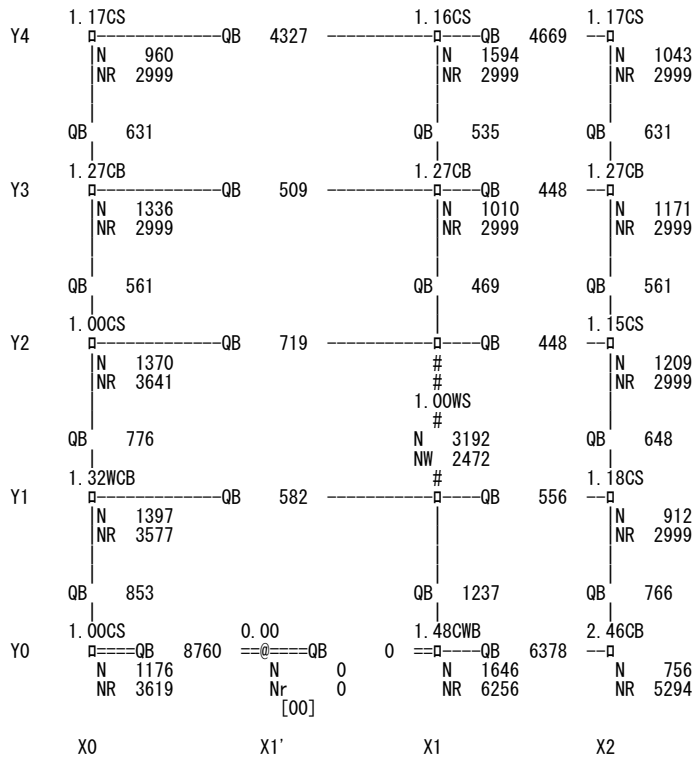 1.17CS 1.16CS 1.17CS
Y4 ¤-------------QB 4327 -----------¤----QB 4669 --¤
|N 960 |N 1594 |N 1043
|NR 2999 |NR 2999 |NR 2999
QB 631 QB 535 QB 631
1.27CB 1.27CB 1.27CB
Y3 ¤-------------QB 509 -----------¤----QB 448 --¤
|N 1336 |N 1010 |N 1171
|NR 2999 |NR 2999 |NR 2999
QB 561 QB 469 QB 561
1.00CS 1.15CS
Y2 ¤-------------QB 719 -----------¤----QB 448 --¤
|N 1370 # |N 1209
|NR 3641 # |NR 2999
1.00WS
#
QB 776 N 3192 QB 648
NW 2472
1.32WCB # 1.18CS
Y1 ¤-------------QB 582 -----------¤----QB 556 --¤
|N 1397 |N 912
|NR 3577 |NR 2999
QB 853 QB 1237 QB 766
1.00CS 0.00 1.48CWB 2.46CB
Y0 ¤====QB 8760 ==@====QB 0 ==¤----QB 6378 --¤
N 1176 N 0 N 1646 N 756
NR 3619 Nr 0 NR 6256 NR 5294
[00]
X0 X1' X1 X2